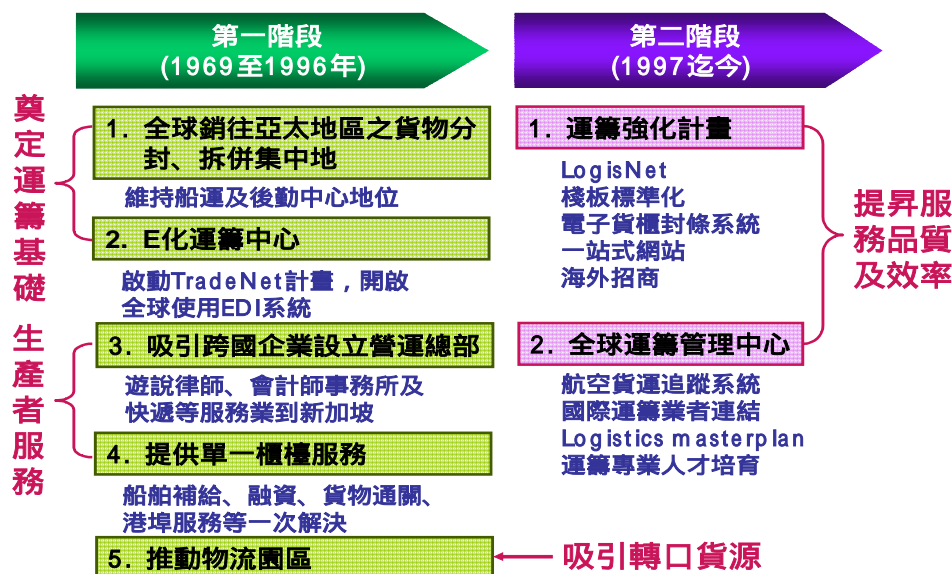 第一階段
(1969至1996年)
第二階段
(1997迄今)
奠定運籌基礎
1. 全球銷往亞太地區之貨物分
封、拆併集中地
維持船運及後勤中心地位
2. E化運籌中心
啟動TradeNet計畫，開啟
全球使用EDI系統
生產者服務
3. 吸引跨國企業設立營運總部
遊說律師、會計師事務所及
快遞等服務業到新加坡
4. 提供單一櫃檯服務
船舶補給、融資、貨物通關、
港埠服務等一次解決
5. 推動物流園區
吸引轉口貨源
1. 運籌強化計畫
LogisNet
棧板標準化
電子貨櫃封條系統
一站式網站
海外招商
2. 全球運籌管理中心
航空貨運追蹤系統
國際運籌業者連結
Logistics masterplan
運籌專業人才培育
提昇服
務品質
及效率